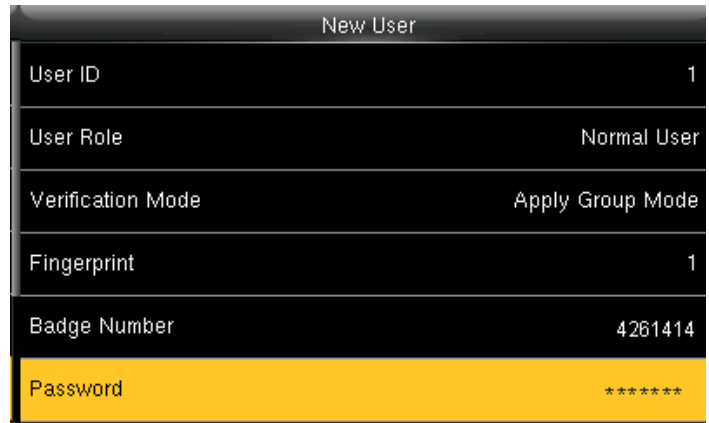 New User
User ID 1
User Role Normal User
Verification Mode Apply Group Mode
Fingerprint 1
Badge Number 4261414
Password *******